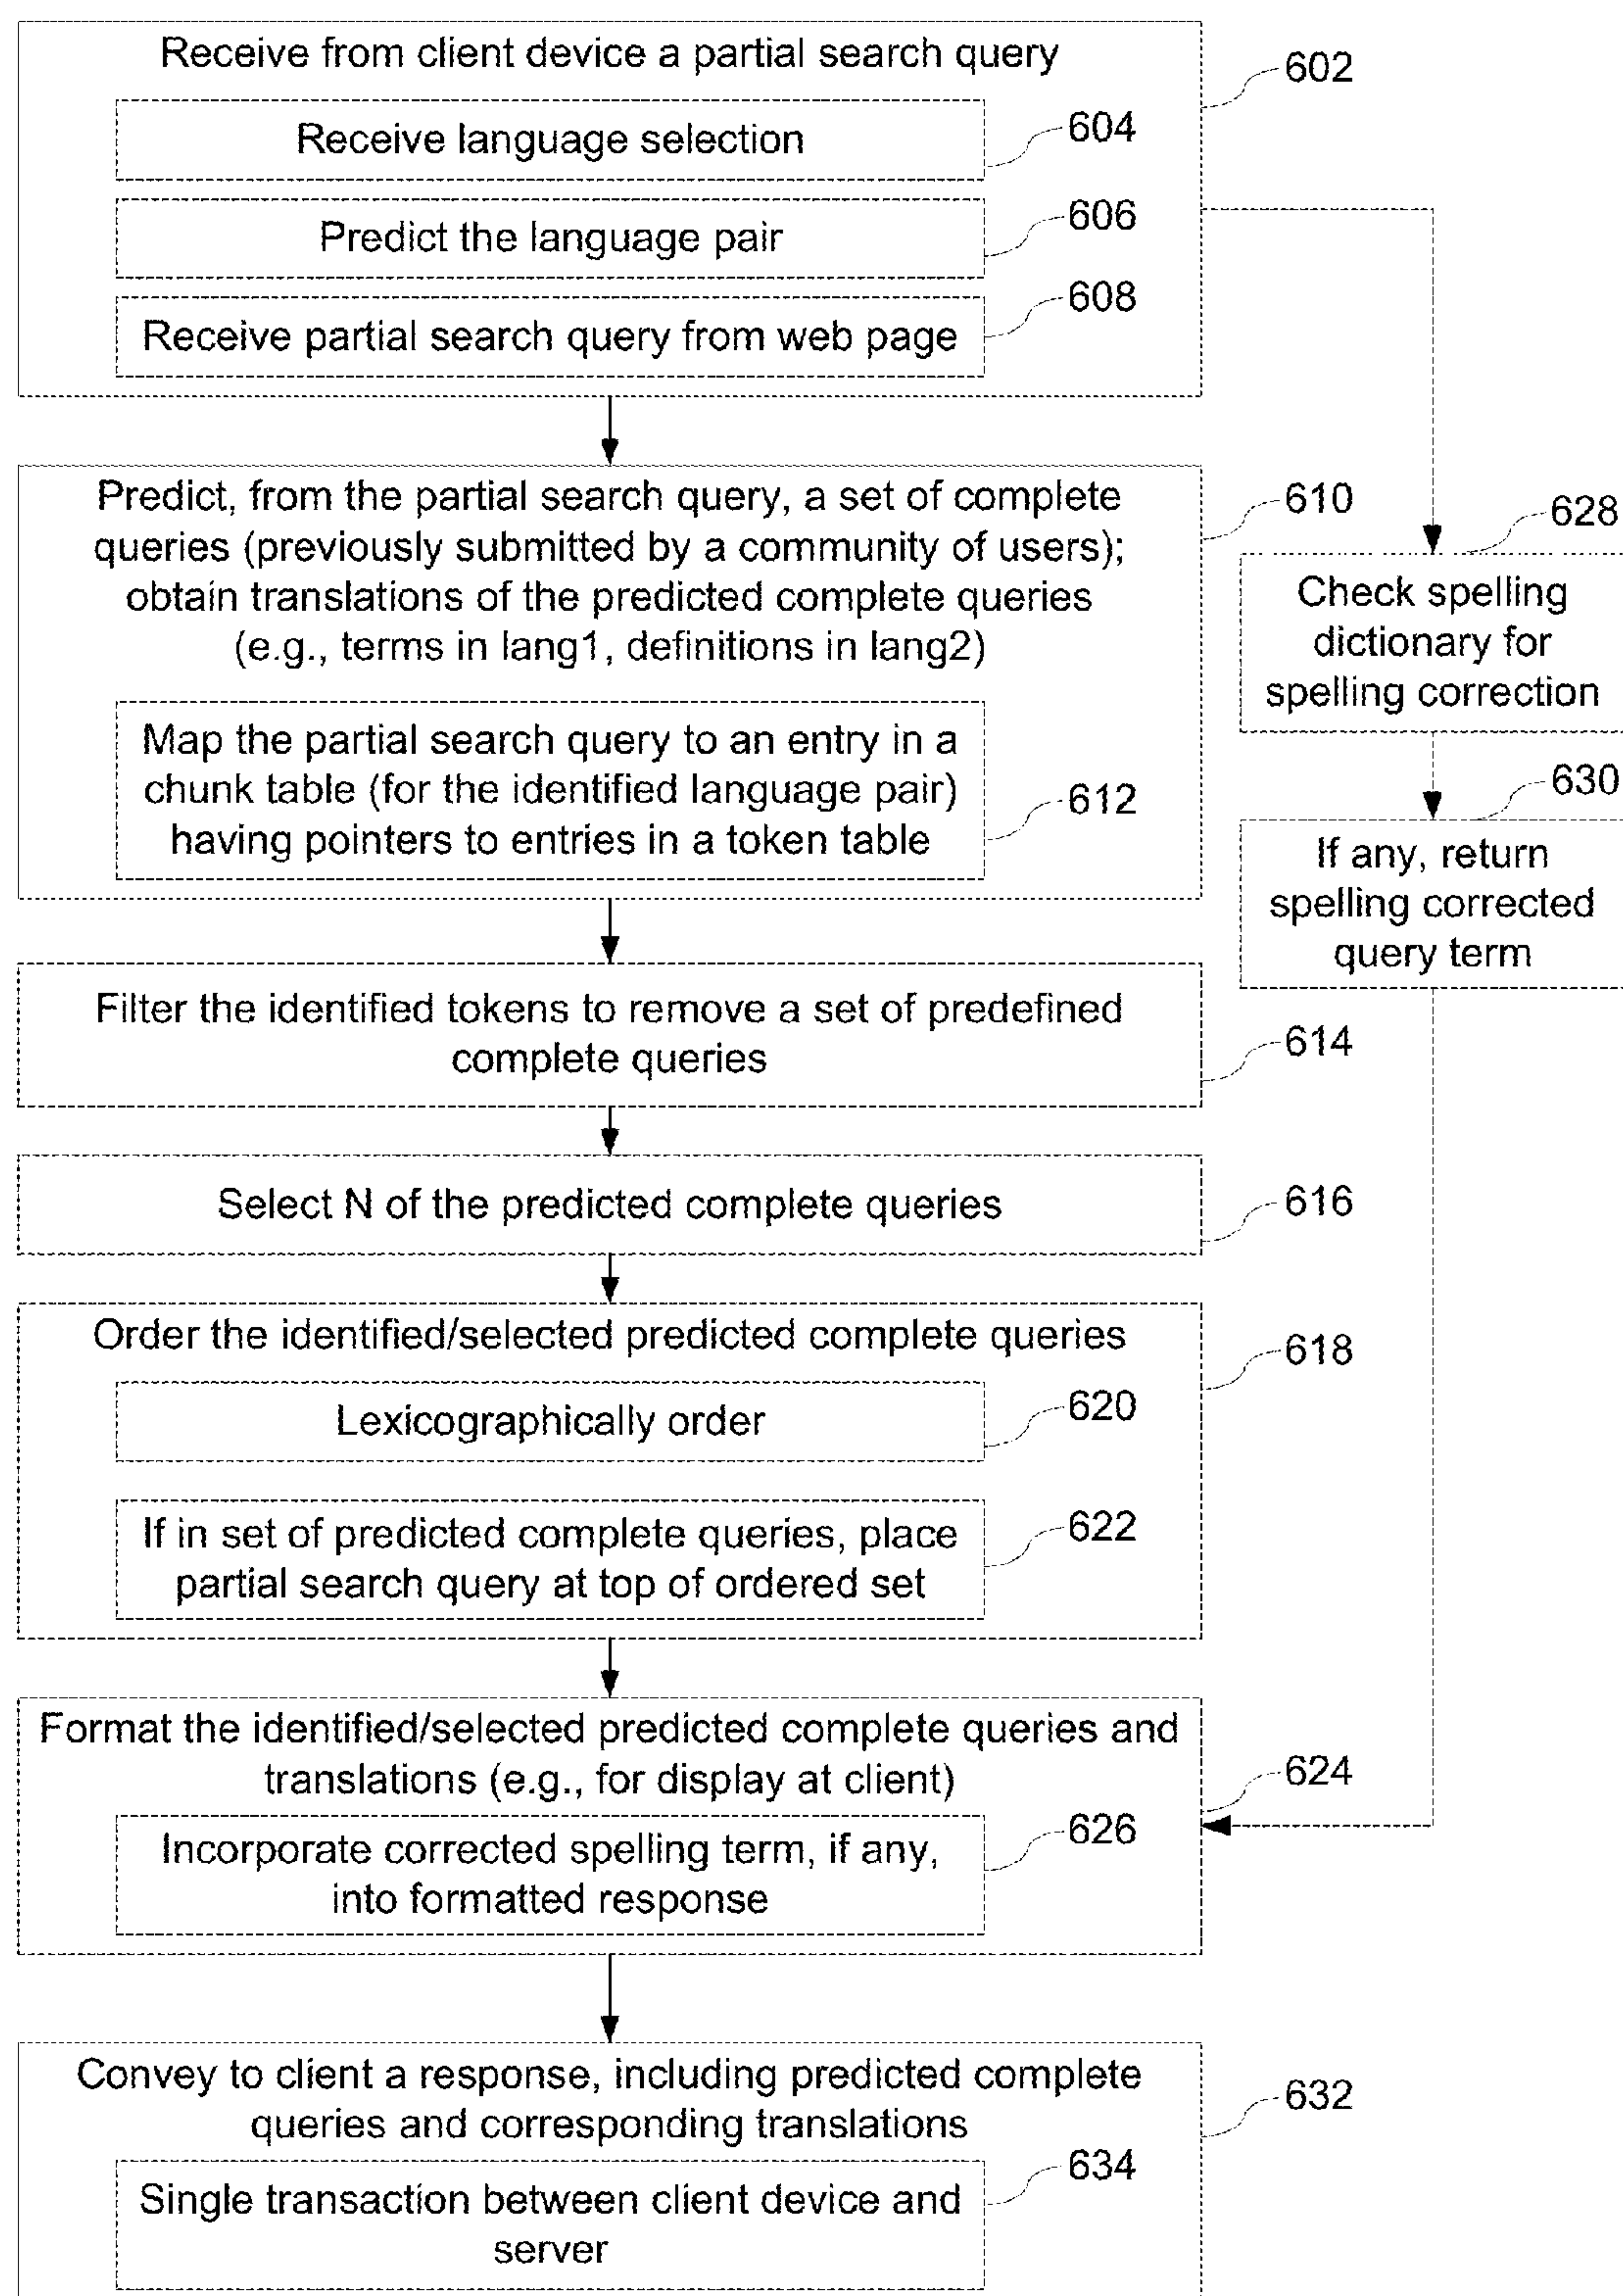 Receive from client device a partial search query
602
Receive language selection
604
Predict the language pair
606
Receive partial search query from web page
608
Predict, from the partial search query, a set of complete
queries (previously submitted by a community of users);
obtain translations of the predicted complete queries
(e.g., terms in lang1, definitions in lang2)
610
Map the partial search query to an entry in a
chunk table (for the identified language pair)
having pointers to entries in a token table
612
628
Check spelling
dictionary for
spelling correction
630
If any, return
spelling corrected
query term
Filter the identified tokens to remove a set of predefined
complete queries
614
Select N of the predicted complete queries
616
Order the identified/selected predicted complete queries
618
Lexicographically order
620
If in set of predicted complete queries, place
partial search query at top of ordered set
622
Format the identified/selected predicted complete queries and
translations (e.g., for display at client)
624
Incorporate corrected spelling term, if any,
into formatted response
626
Convey to client a response, including predicted complete
queries and corresponding translations
632
Single transaction between client device and
server
634